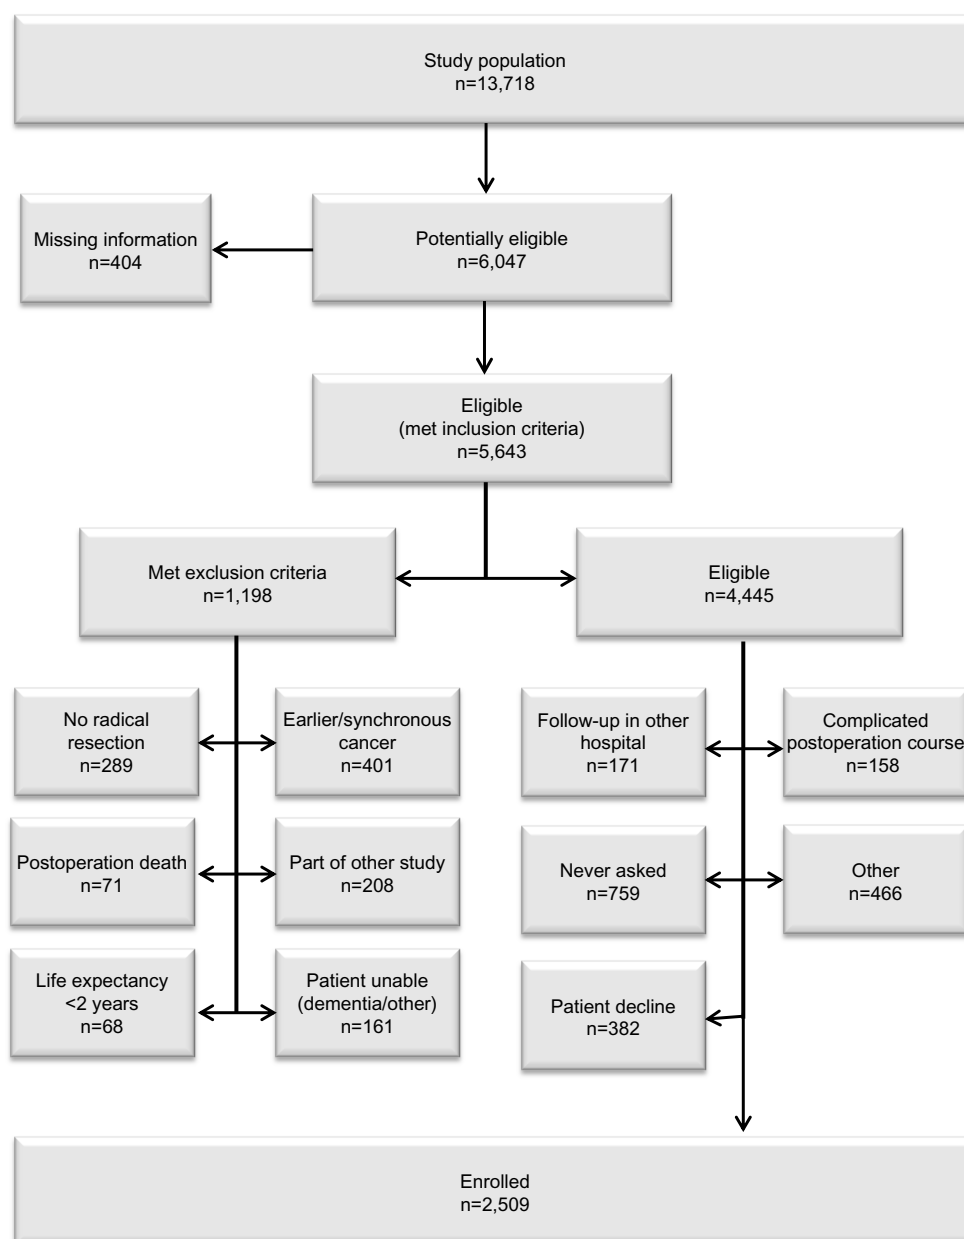 Study population
n=13,718
Missing information
n=404
Potentially eligible
n=6,047
Eligible
(met inclusion criteria)
n=5,643
Met exclusion criteria
n=1,198
Eligible
n=4,445
No radical
resection
n=289
Earlier/synchronous
cancer
n=401
Follow-up in other
hospital
n=171
Complicated
postoperation course
n=158
Postoperation death
n=71
Part of other study
n=208
Never asked
n=759
Other
n=466
Life expectancy
<2 years
n=68
Patient unable
(dementia/other)
n=161
Patient decline
n=382
Enrolled
n=2,509